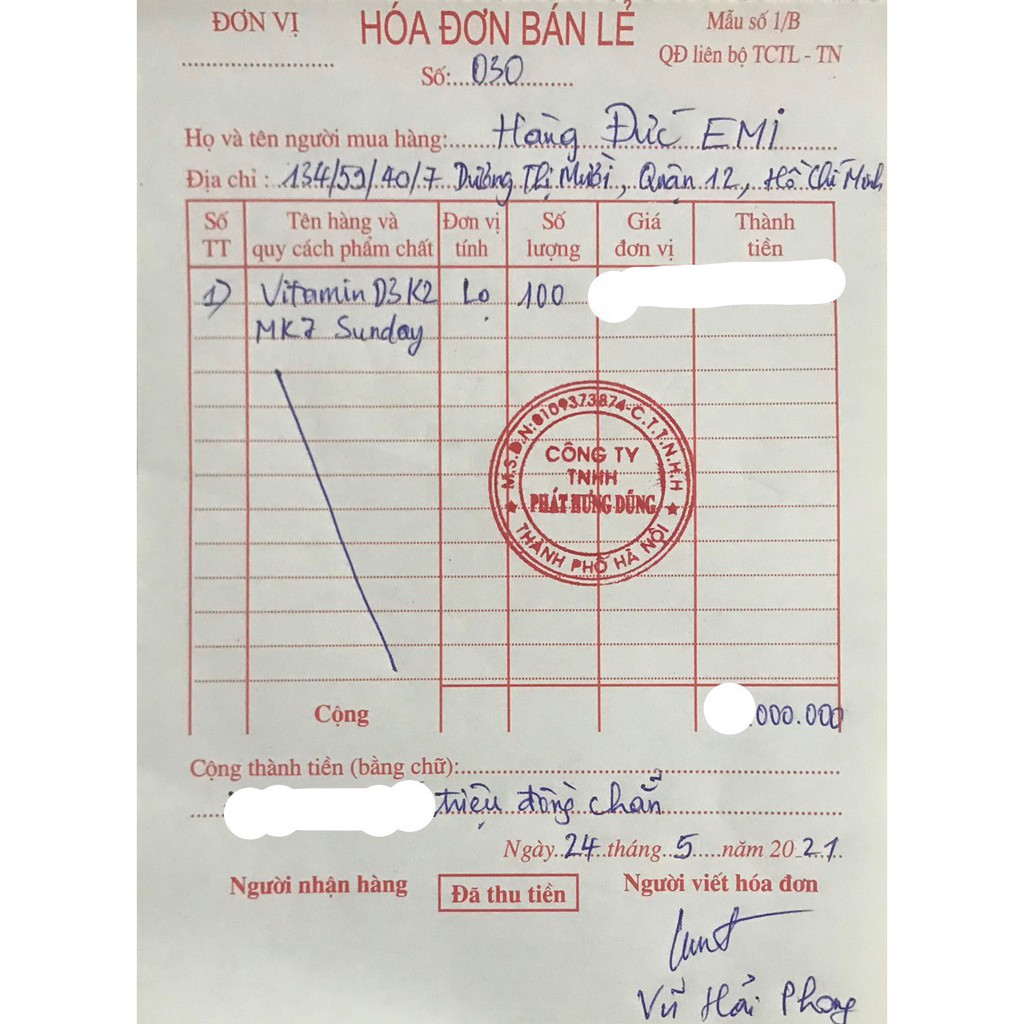 ĐƠN VỊ
HÓA ĐƠN BÁN LẺ
Mẫu số 1/B
QĐ liên bộ TCTL - TN
Số: 030
Họ và tên người mua hàng: Hàng Đức EMI
Địa chỉ : 134/59/40/7 Dương Thị Mười, Quận 12, Hồ Chí Minh
Số TT
Tên hàng và quy cách phẩm chất
Đơn vị tính
Số lượng
Giá đơn vị
Thành tiền
1) Vitamin D3 K2 Lọ 100
MK7 Sunday
M.S.D.N:0109373874-C.T.T.N.H.H
CÔNG TY
TNHH
PHÁT HƯNG DŨNG
THÀNH PHỐ HÀ NỘI
Cộng .000.000
Cộng thành tiền (bằng chữ):
triệu đồng chẵn
Ngày 24 tháng 5 năm 2021
Người nhận hàng
Đã thu tiền
Người viết hóa đơn
Vũ Hải Phong